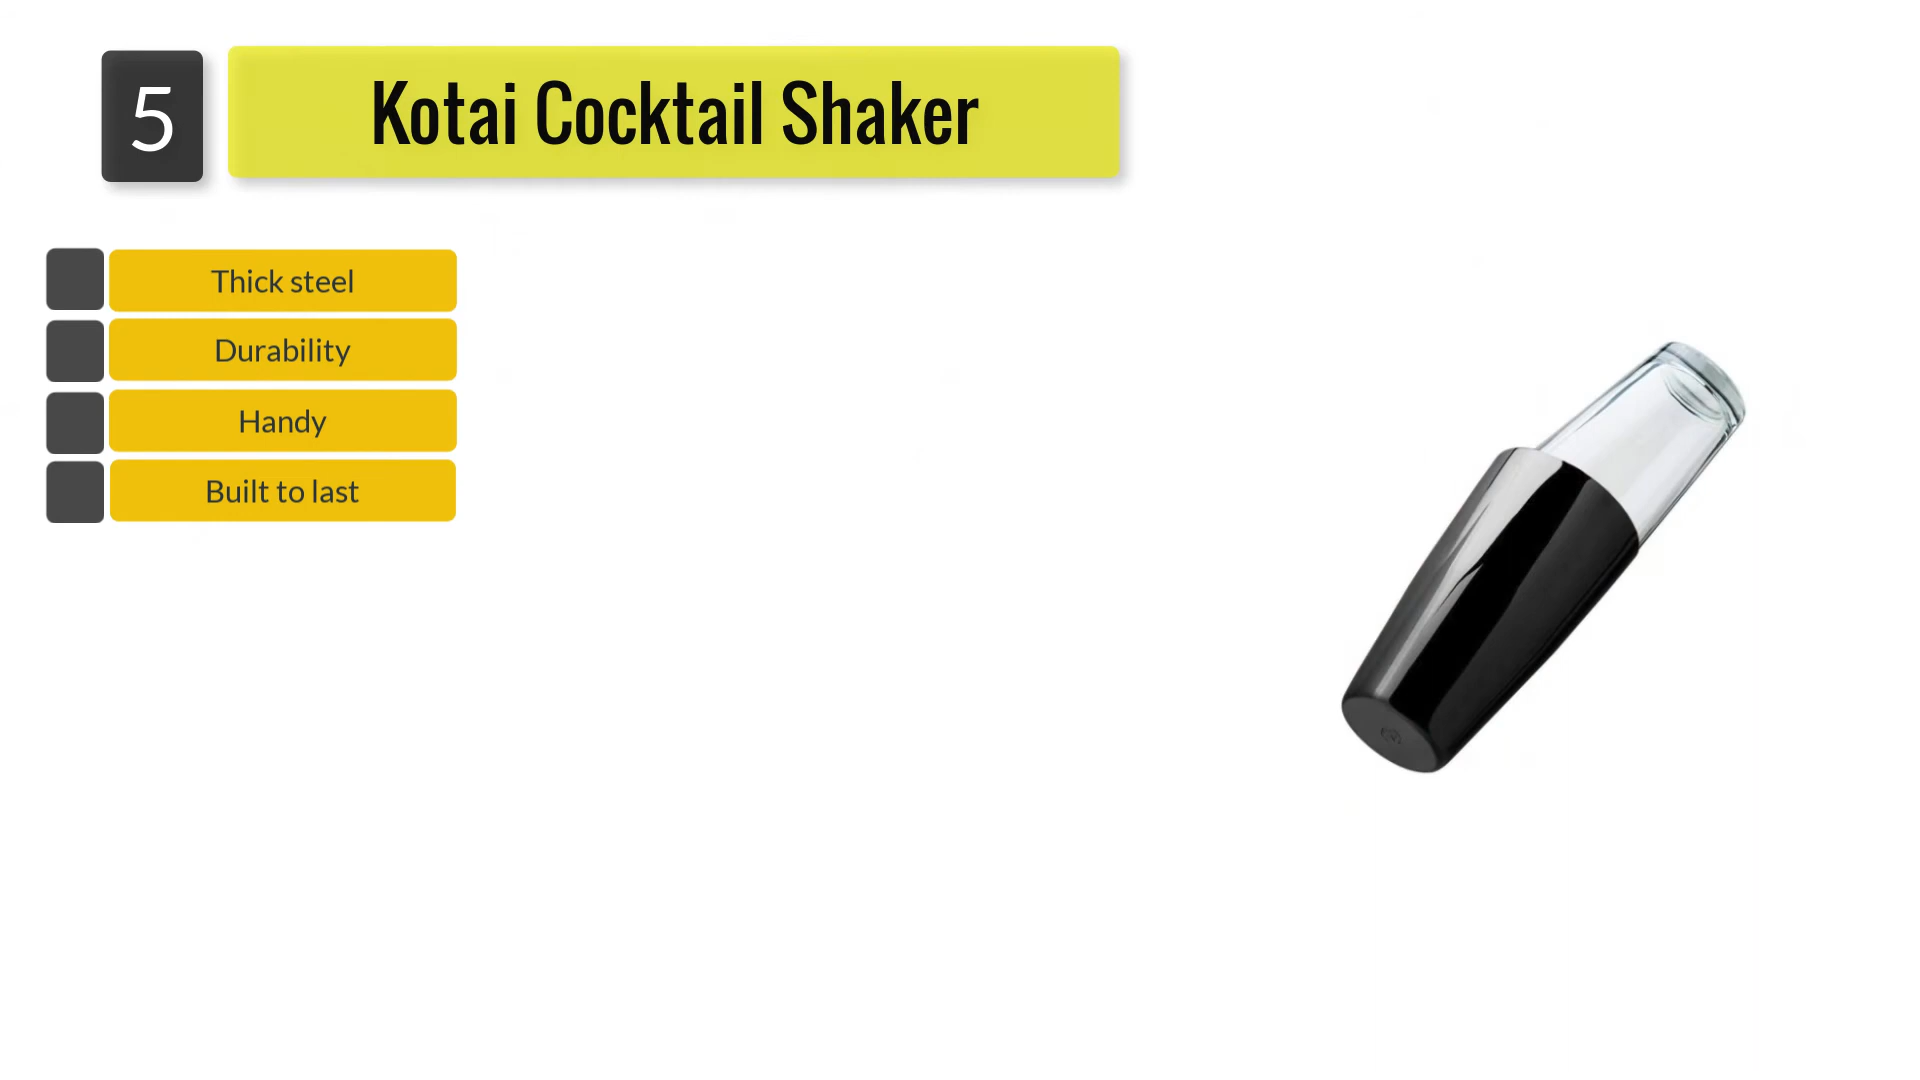 5
Kotai Cocktail Shaker
Thick steel
Durability
Handy
Built to last